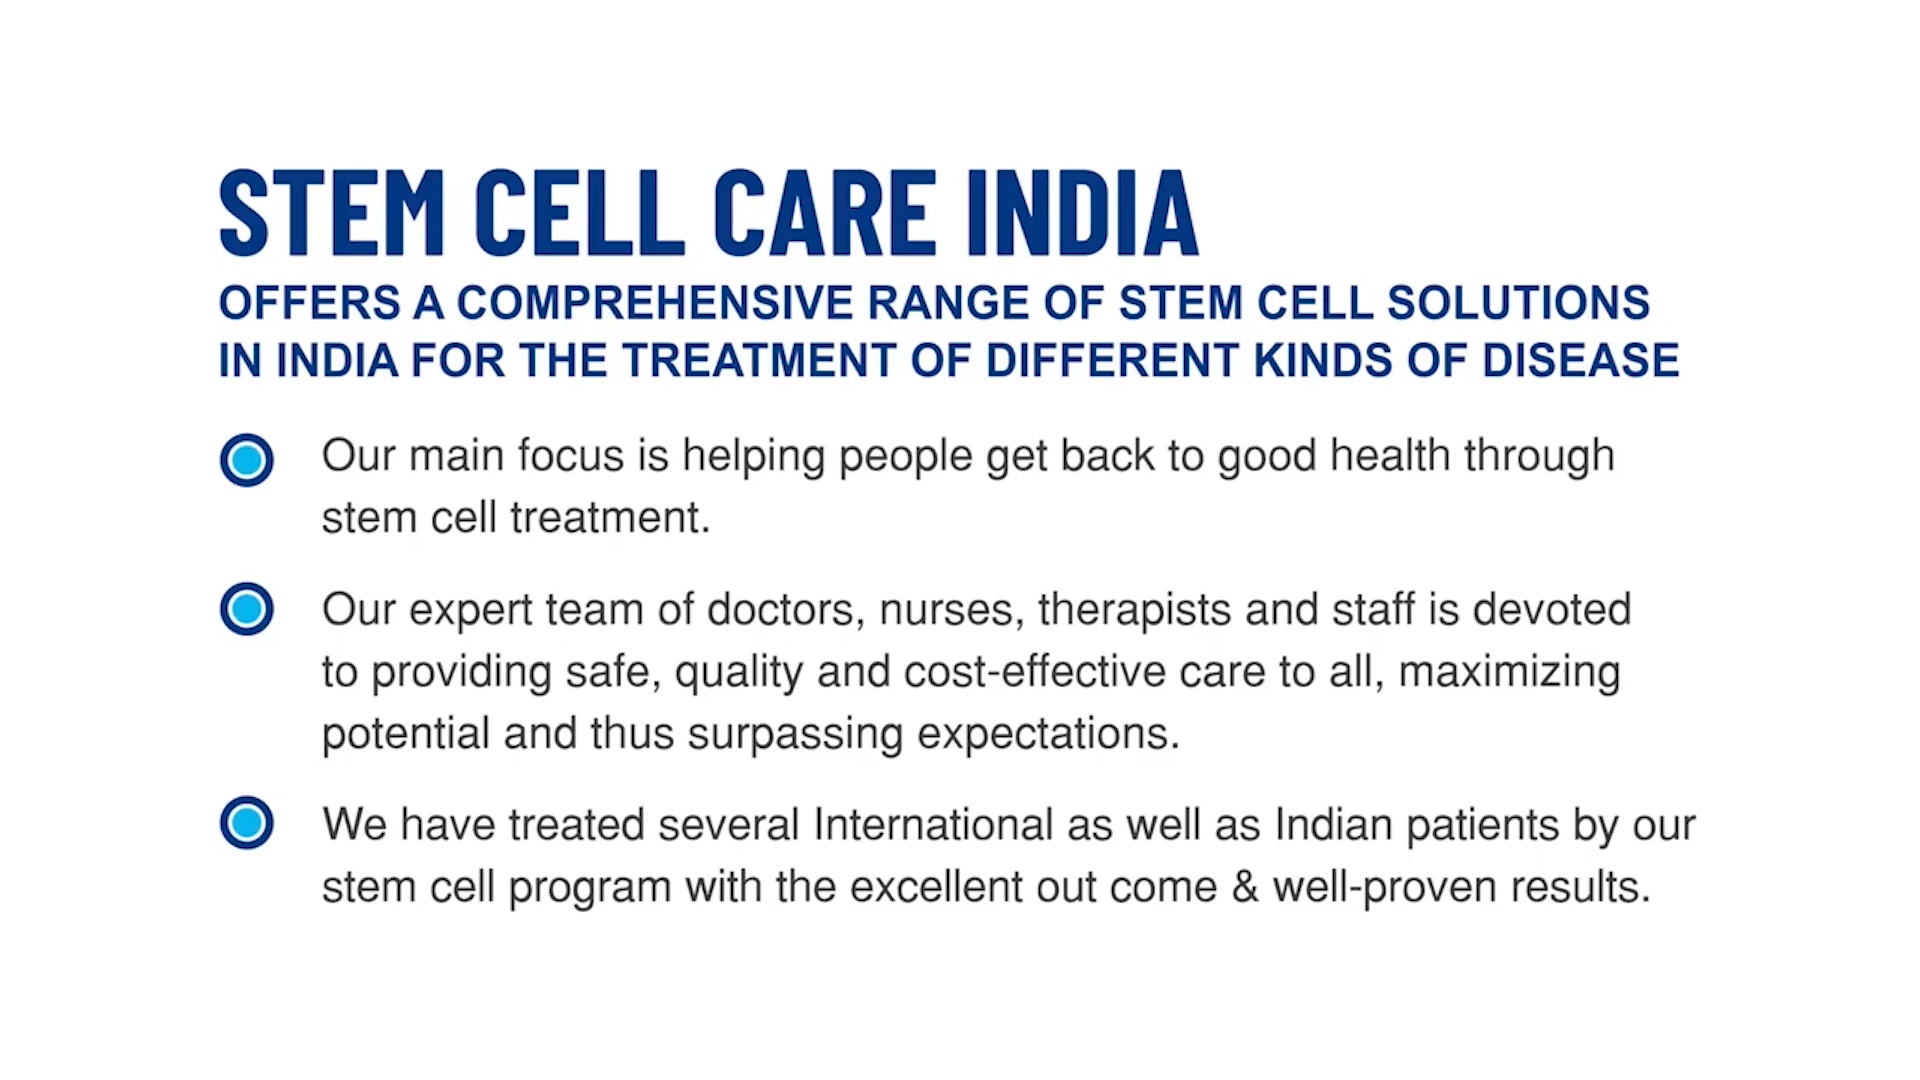 STEM CELL CARE INDIA
OFFERS A COMPREHENSIVE RANGE OF STEM CELL SOLUTIONS
IN INDIA FOR THE TREATMENT OF DIFFERENT KINDS OF DISEASE
Our main focus is helping people get back to good health through
stem cell treatment.
Our expert team of doctors, nurses, therapists and staff is devoted
to providing safe, quality and cost-effective care to all, maximizing
potential and thus surpassing expectations.
We have treated several International as well as Indian patients by our
stem cell program with the excellent out come & well-proven results.